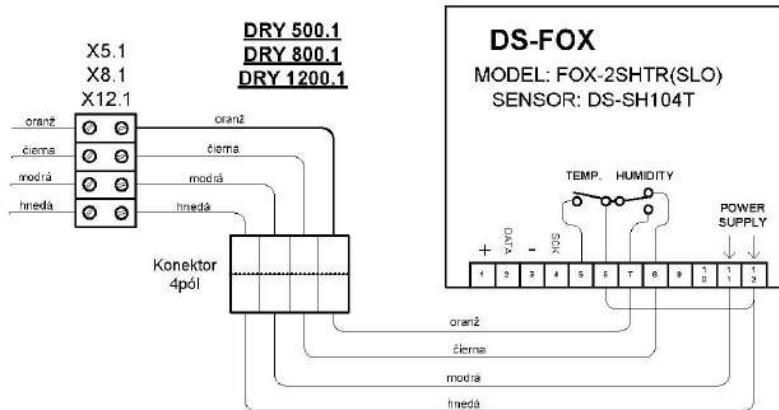 DRY 500.1
DRY 800.1
DRY 1200.1
X5.1
X8.1
X12.1
oranž
čierna
modrá
hnedá
oranž
čierna
modrá
hnedá
Konektor
4pól
DS-FOX
MODEL: FOX-2SHTR(SLO)
SENSOR: DS-SH104T
TEMP. HUMIDITY
POWER
SUPPLY
+ DATA - SCK
1 2 3 4 5 6 7 8 9 10 11 12
oranž
čierna
modrá
hnedá